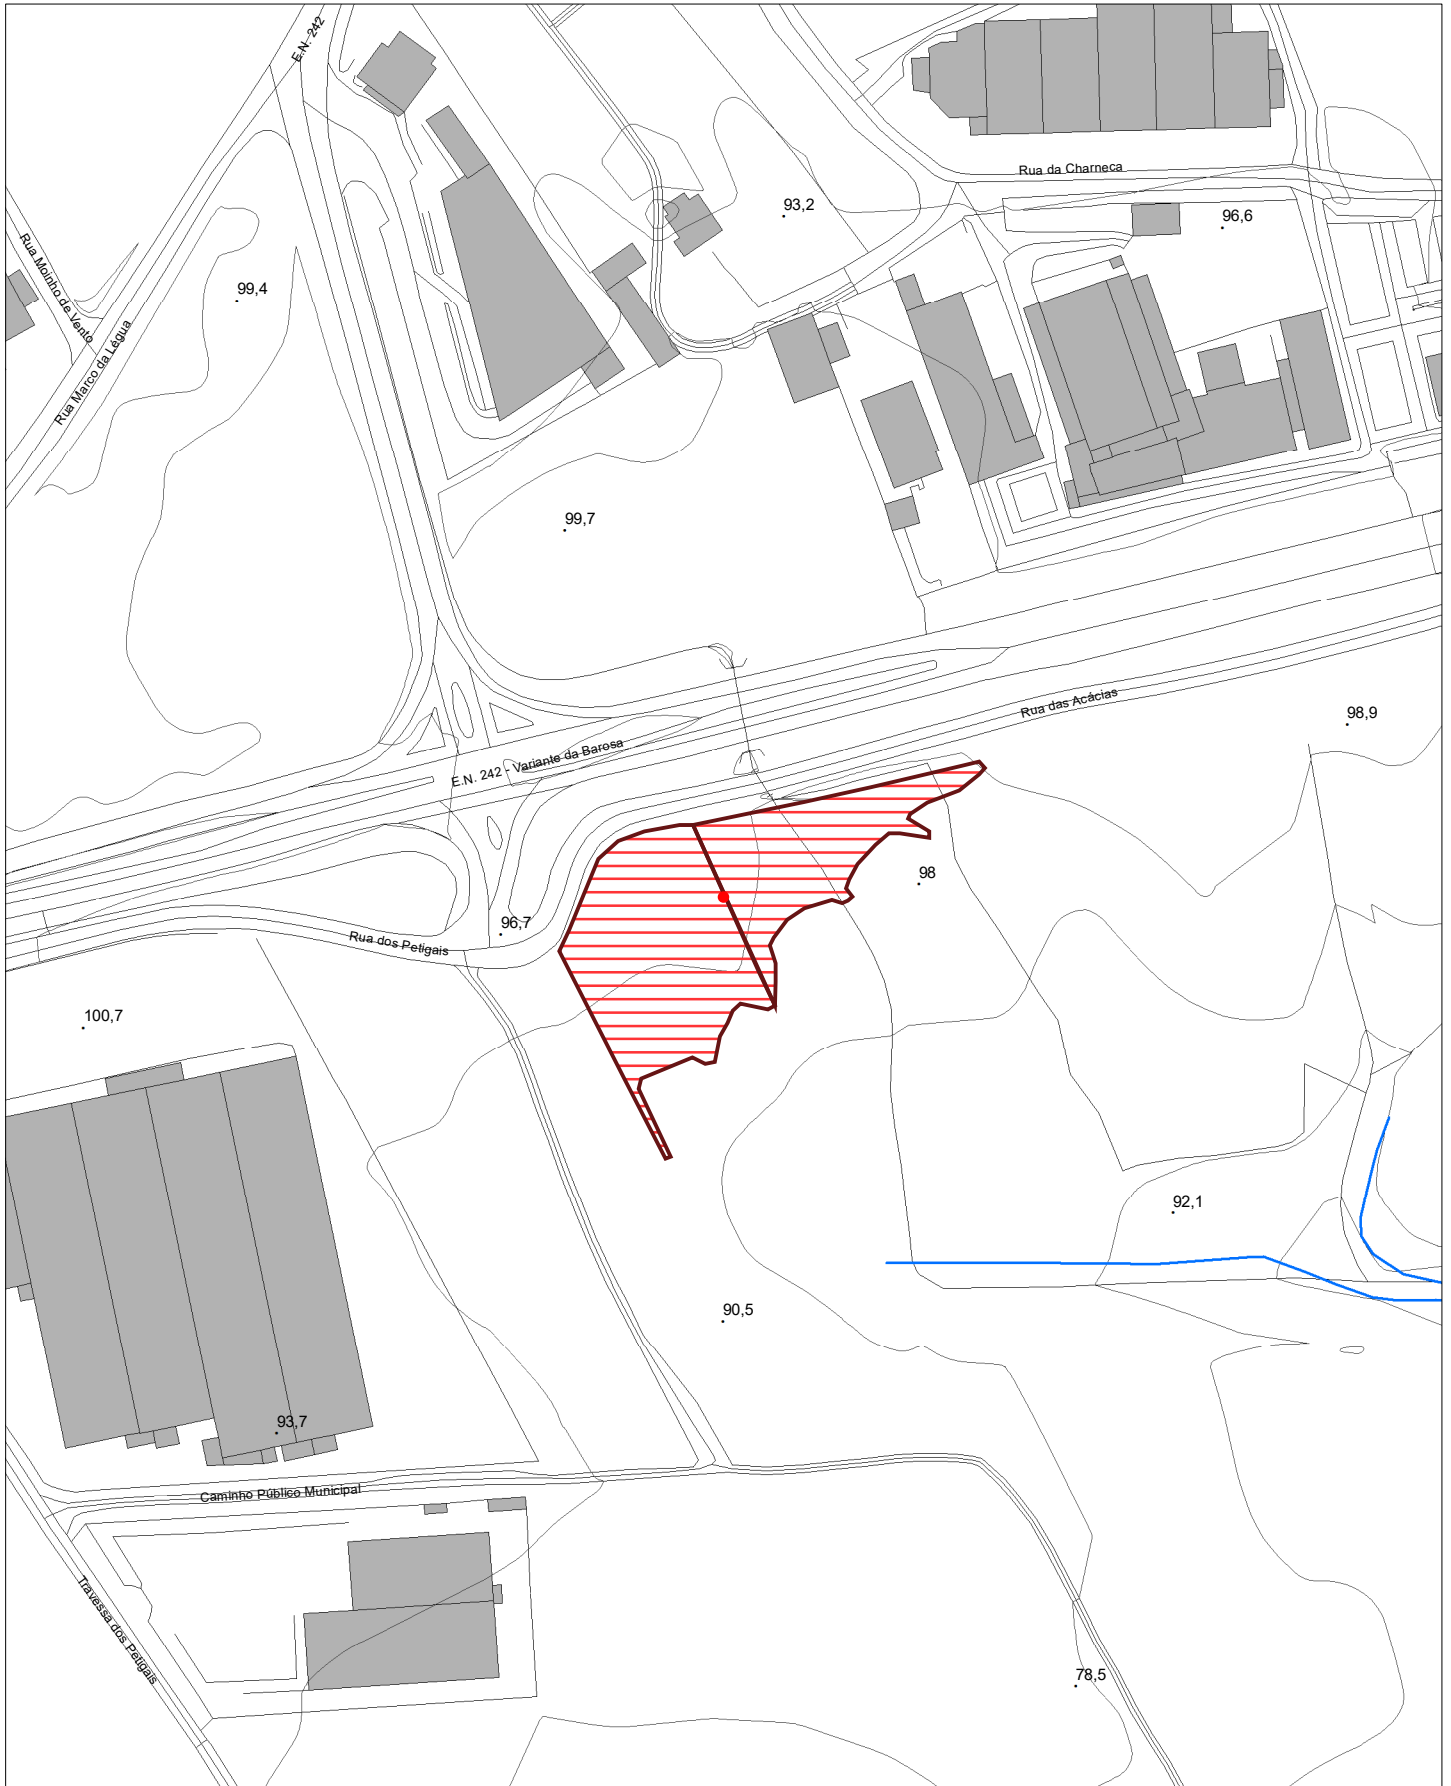 E.N. 242
Rua da Charneca
93,2
96,6
Rua Moinho de Vento
99,4
Rua Marco da Légua
99,7
Rua das Acácias
98,9
E.N. 242 - Variante da Barosa
98
96,7
Rua dos Petigais
100,7
92,1
90,5
93,7
Caminho Público Municipal
Travessa dos Petigais
78,5